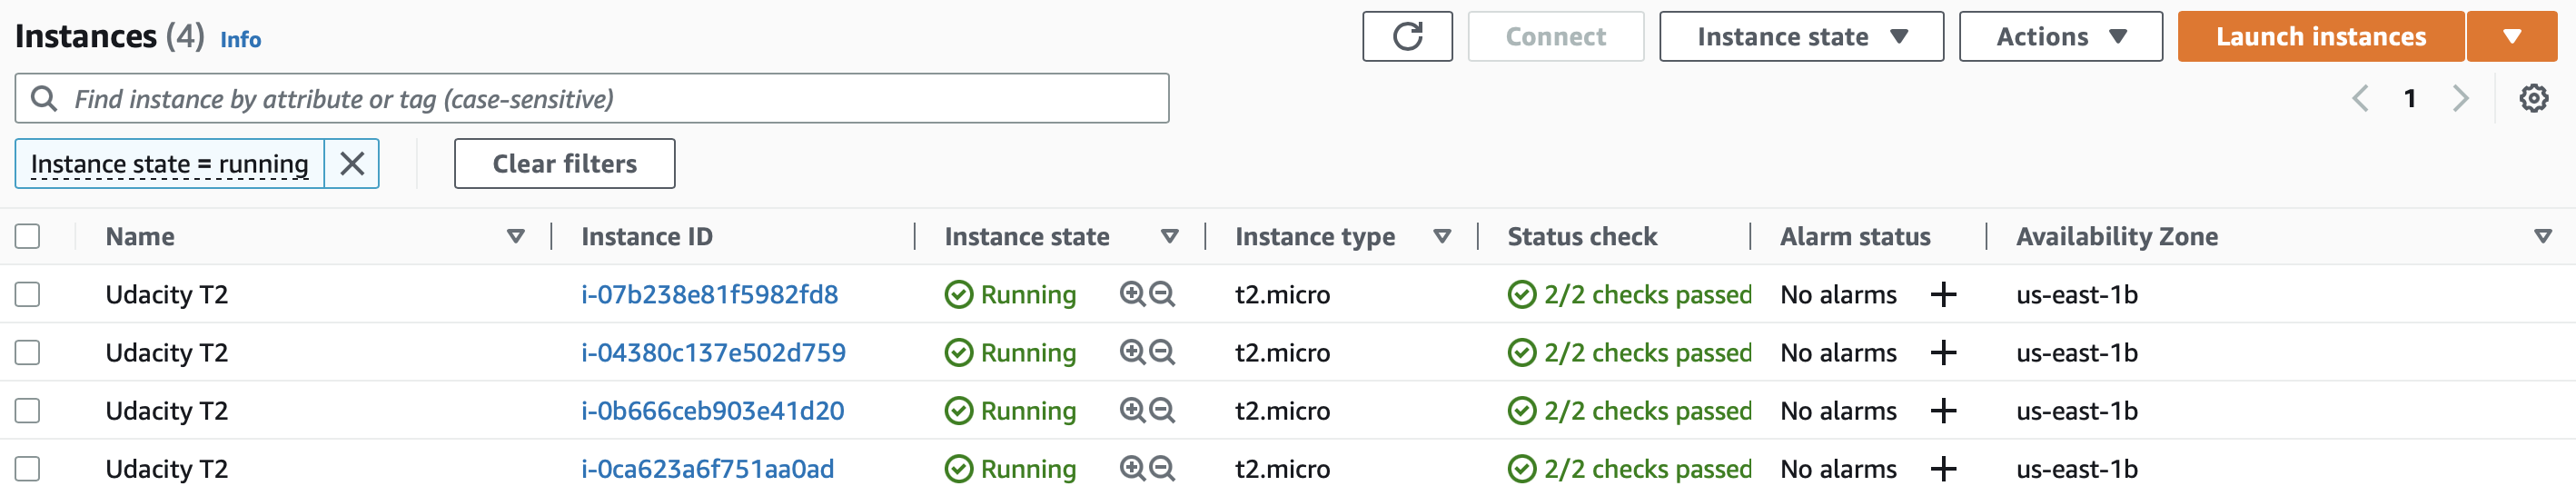 Instances (4) Info Connect Instance state Actions Launch instances
Find instance by attribute or tag (case-sensitive) 1
Instance state = running Clear filters
Name Instance ID Instance state Instance type Status check Alarm status Availability Zone
Udacity T2 i-07b238e81f5982fd8 Running t2.micro 2/2 checks passed No alarms + us-east-1b
Udacity T2 i-04380c137e502d759 Running t2.micro 2/2 checks passed No alarms + us-east-1b
Udacity T2 i-0b666ceb903e41d20 Running t2.micro 2/2 checks passed No alarms + us-east-1b
Udacity T2 i-0ca623a6f751aa0ad Running t2.micro 2/2 checks passed No alarms + us-east-1b